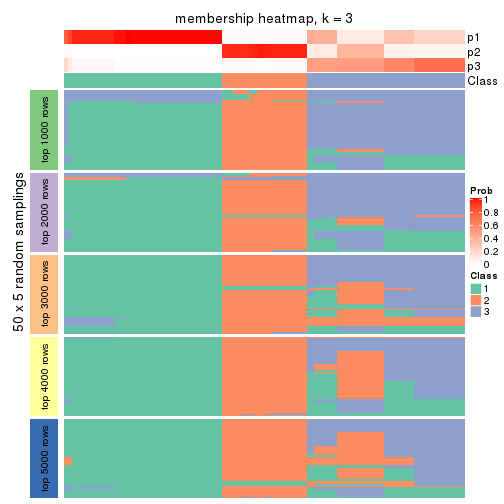 membership heatmap, k = 3
p1
p2
p3
Class
50 x 5 random samplings
top 1000 rows
top 2000 rows
top 3000 rows
top 4000 rows
top 5000 rows
Prob
1
0.8
0.6
0.4
0.2
0
Class
1
2
3